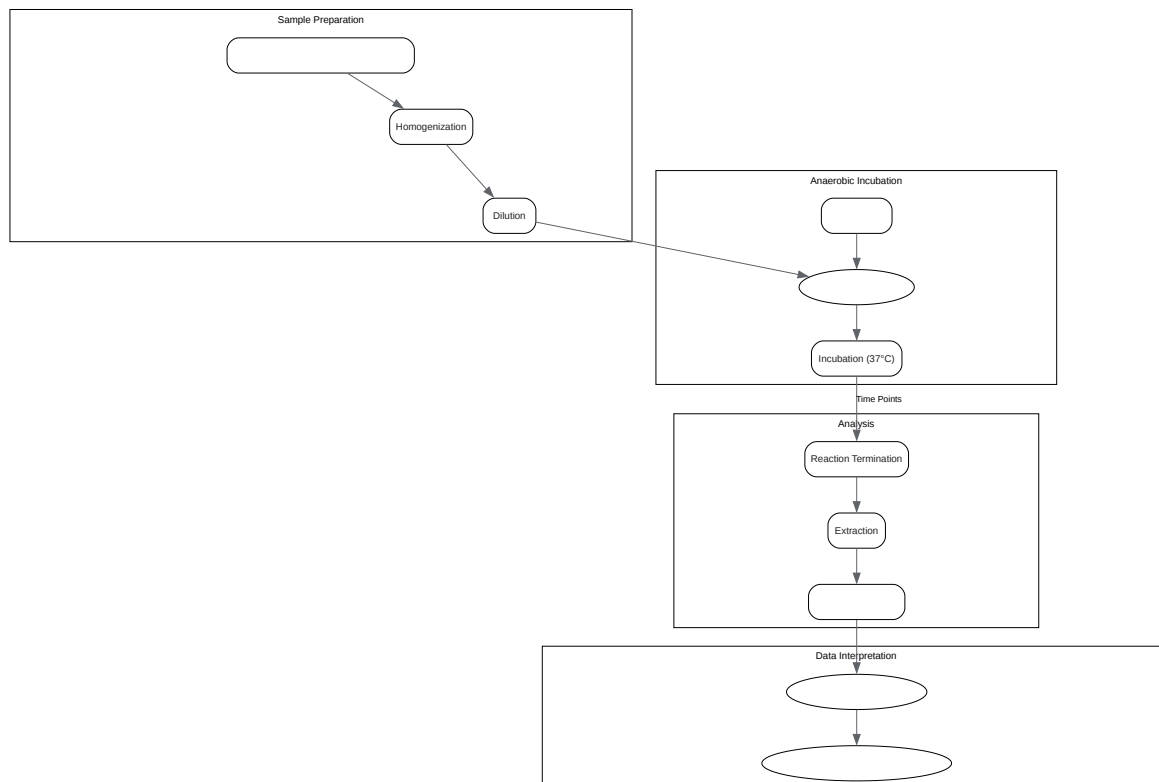 Sample Preparation
Homogenization
Dilution
Anaerobic Incubation
Incubation (37°C)
Time Points
Analysis
Reaction Termination
Extraction
Data Interpretation